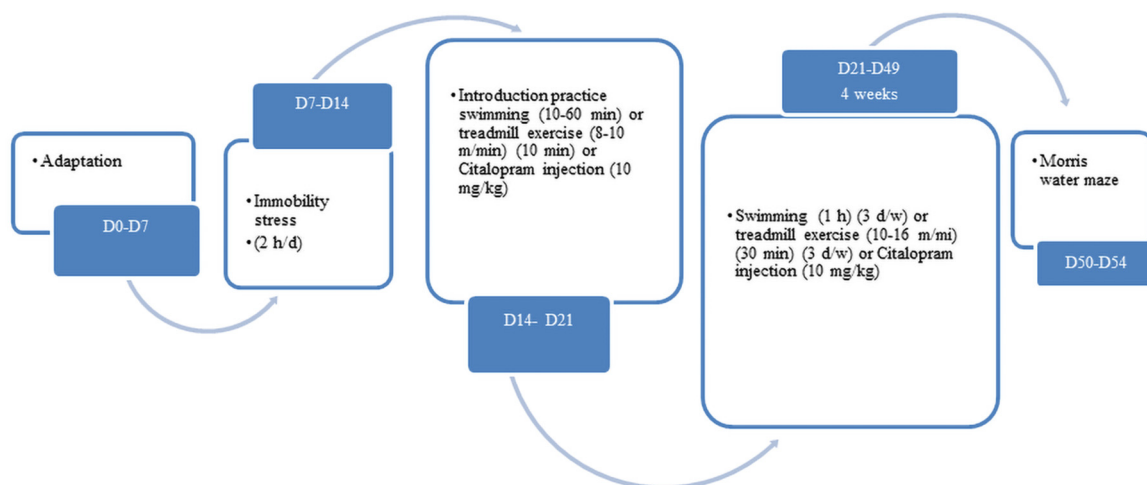 • Adaptation
D0-D7
D7-D14
• Immobility
stress
• (2 h/d)
• Introduction practice
swimming (10-60 min) or
treadmill exercise (8-10
m/min) (10 min) or
Citalopram injection (10
mg/kg)
D14- D21
D21-D49
4 weeks
• Swimming (1 h) (3 d/w) or
treadmill exercise (10-16 m/mi)
(30 min) (3 d/w) or Citalopram
injection (10 mg/kg)
• Morris
water maze
D50-D54